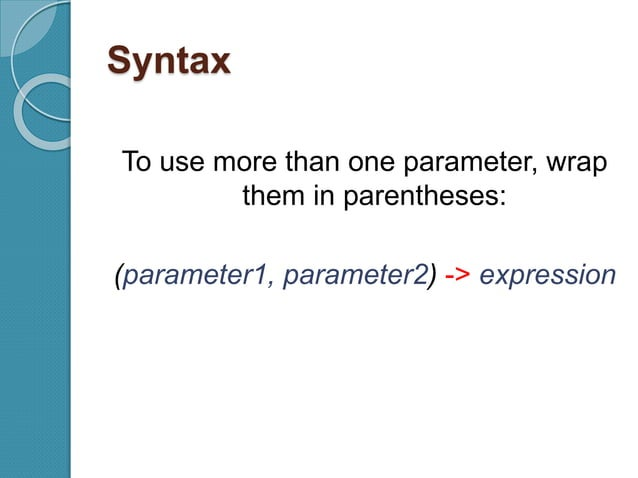 Syntax
To use more than one parameter, wrap
them in parentheses:
(parameter1, parameter2) -> expression